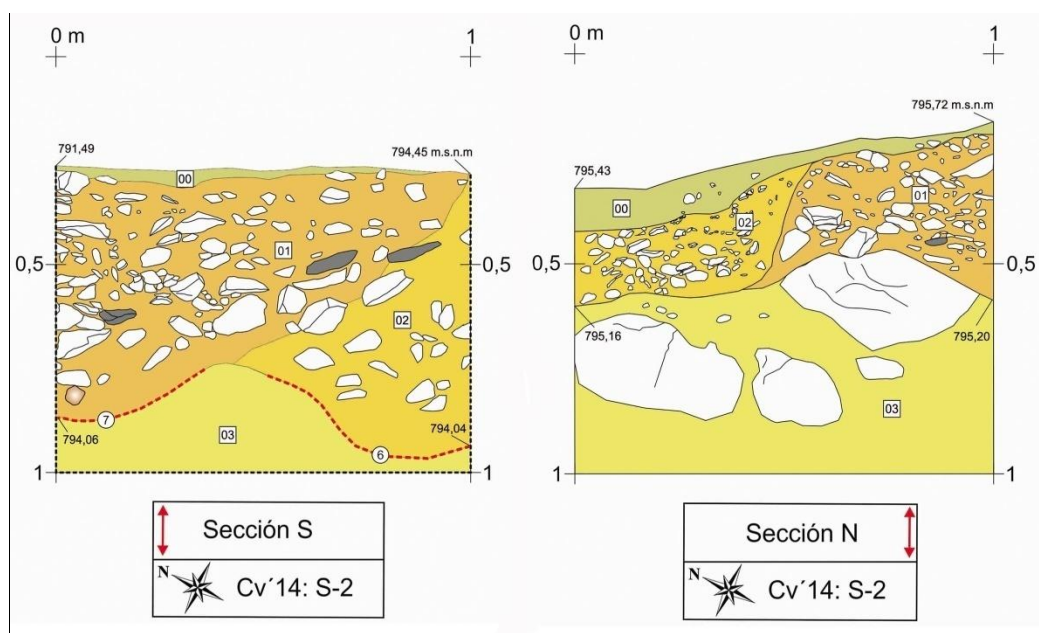 0 m 1
791,49 794,45 m.s.n.m
00
01
0,5 0,5
02
7
794,06
03
794,04
6
1 1
Sección S
N Cv´14: S-2
0 m 1
795,72 m.s.n.m
795,43
00
01
02
0,5 0,5
795,16 795,20
03
1 1
Sección N
N Cv´14: S-2